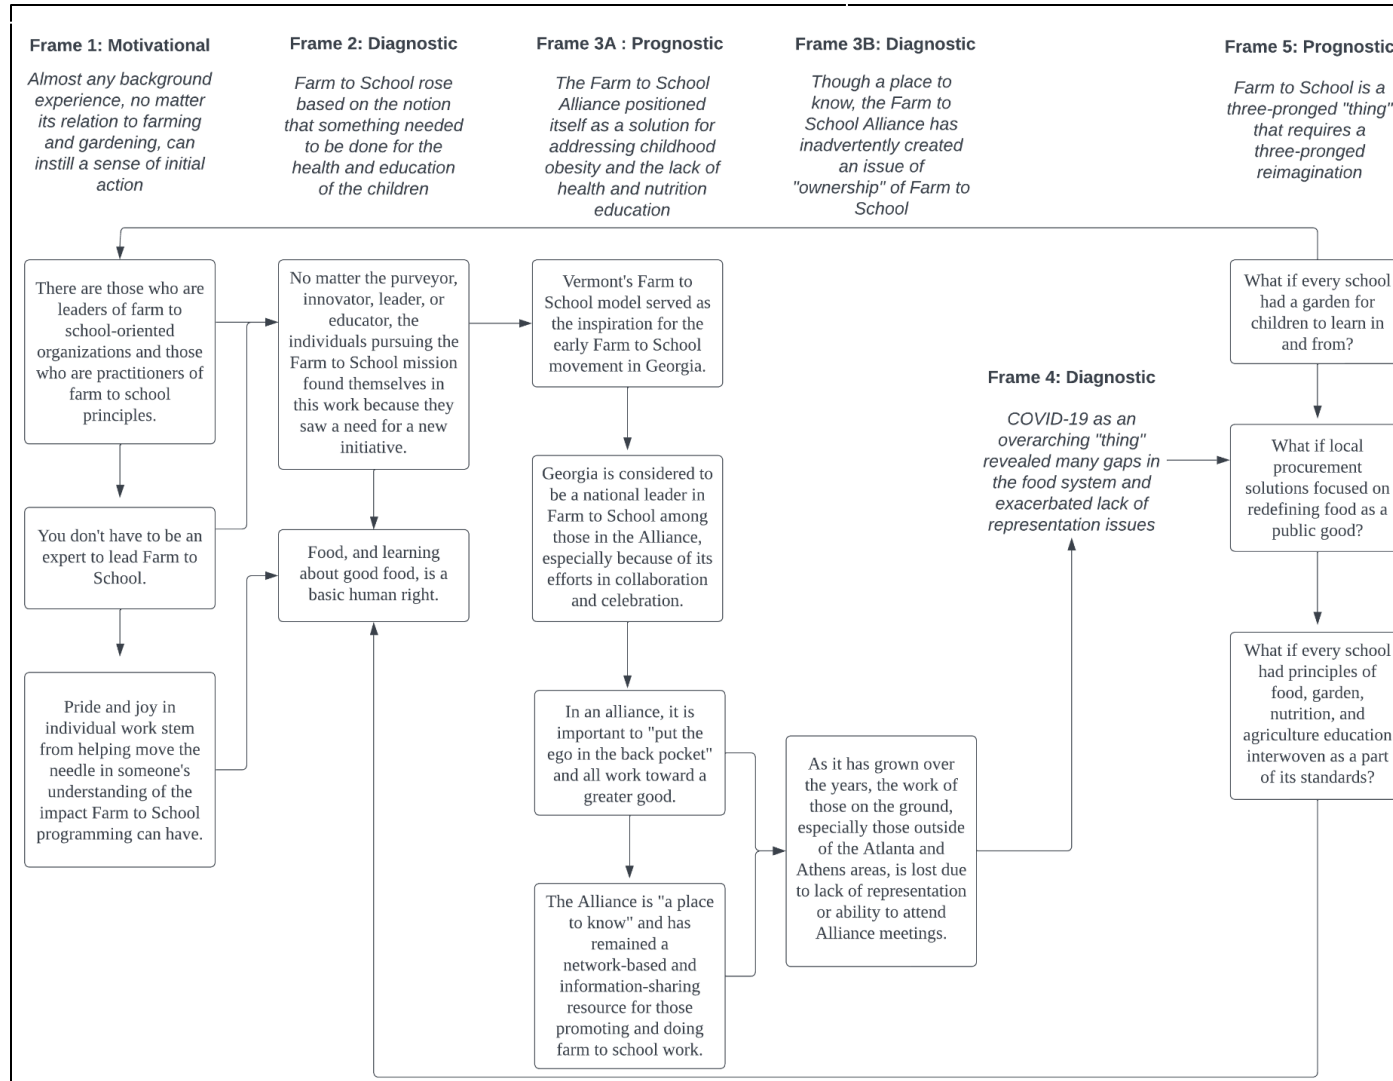 Frame 1: Motivational
Almost any background
experience, no matter
its relation to farming
and gardening, can
instill a sense of initial
action
There are those who are
leaders of farm to
school-oriented
organizations and those
who are practitioners of
farm to school
principles.
You don't have to be an
expert to lead Farm to
School.
Pride and joy in
individual work stem
from helping move the
needle in someone's
understanding of the
impact Farm to School
programming can have.
Frame 2: Diagnostic
Farm to School rose
based on the notion
that something needed
to be done for the
health and education
of the children
No matter the purveyor,
innovator, leader, or
educator, the
individuals pursuing the
Farm to School mission
found themselves in
this work because they
saw a need for a new
initiative.
Food, and learning
about good food, is a
basic human right.
Frame 3A : Prognostic
The Farm to School
Alliance positioned
itself as a solution for
addressing childhood
obesity and the lack of
health and nutrition
education
Vermont's Farm to
School model served as
the inspiration for the
early Farm to School
movement in Georgia.
Georgia is considered to
be a national leader in
Farm to School among
those in the Alliance,
especially because of its
efforts in collaboration
and celebration.
In an alliance, it is
important to "put the
ego in the back pocket"
and all work toward a
greater good.
The Alliance is "a place
to know" and has
remained a
network-based and
information-sharing
resource for those
promoting and doing
farm to school work.
Frame 3B: Diagnostic
Though a place to
know, the Farm to
School Alliance has
inadvertently created
an issue of
"ownership" of Farm to
School
As it has grown over
the years, the work of
those on the ground,
especially those outside
of the Atlanta and
Athens areas, is lost due
to lack of representation
or ability to attend
Alliance meetings.
Frame 4: Diagnostic
COVID-19 as an
overarching "thing"
revealed many gaps in
the food system and
exacerbated lack of
representation issues
Frame 5: Prognostic
Farm to School is a
three-pronged "thing"
that requires a
three-pronged
reimagination
What if every school
had a garden for
children to learn in
and from?
What if local
procurement
solutions focused on
redefining food as a
public good?
What if every school
had principles of
food, garden,
nutrition, and
agriculture education
interwoven as a part
of its standards?